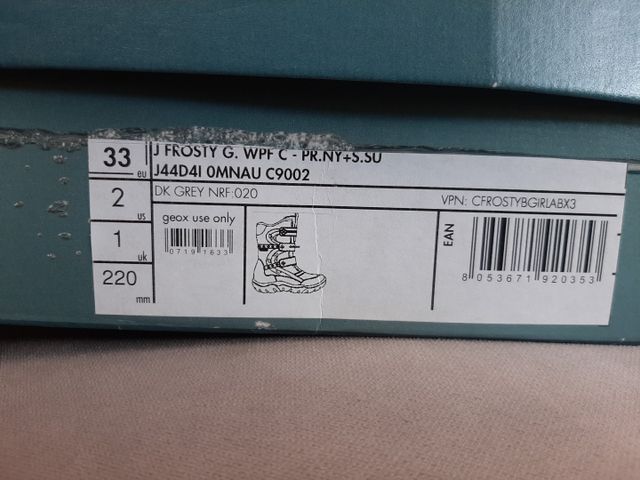 33 eu
J FROSTY G. WPF C - PR.NY+S.SU
J44D4I 0MNAU C9002
2 us
DK GREY NRF:020
VPN: CFROSTYBGIRLABX3
1 uk
geox use only
07191633
EAN
8 053671 920353
220 mm